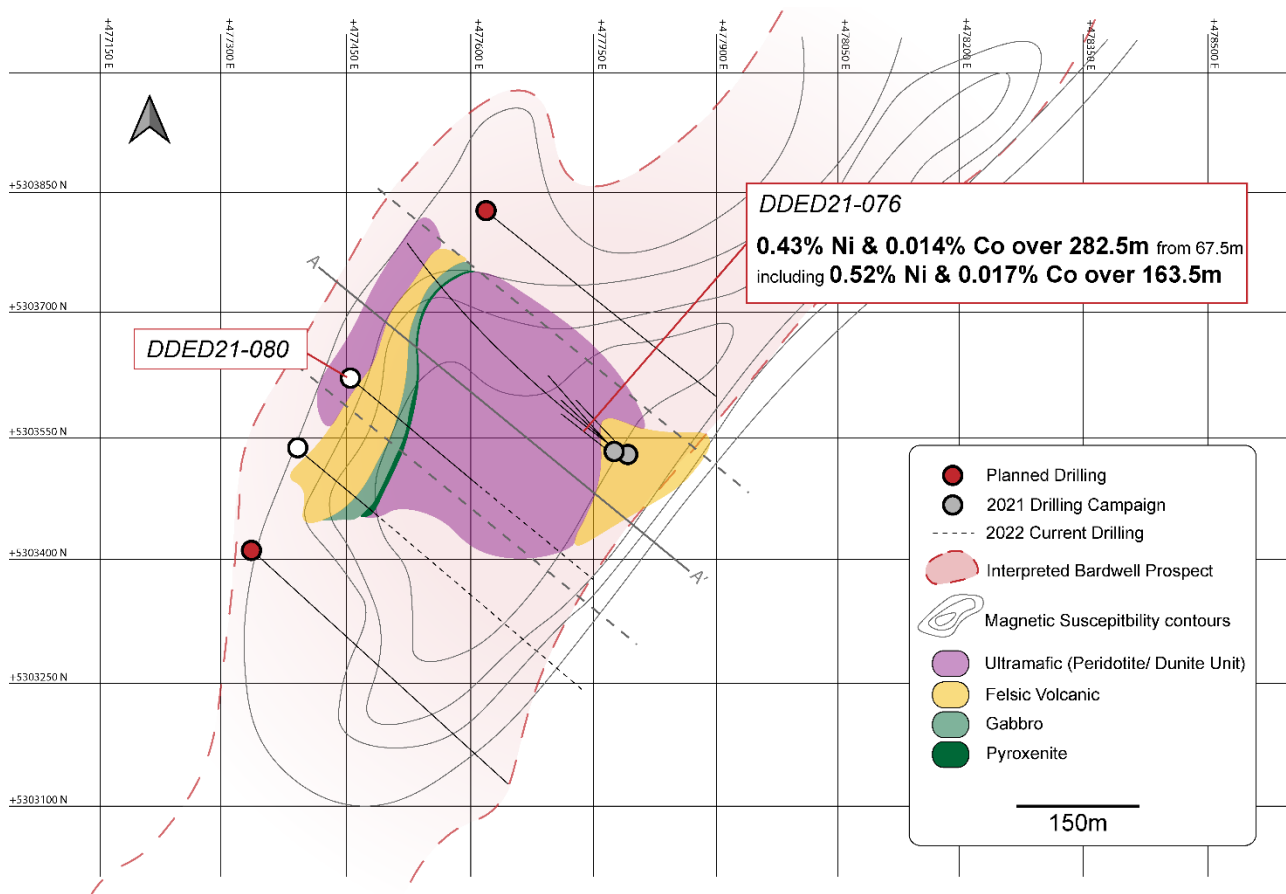 +477150 E
+477300 E
+477450 E
+477600 E
+477750 E
+477900 E
+478050 E
+478200 E
+478350 E
+478500 E
+5303850 N
DDED21-076
0.43% Ni & 0.014% Co over 282.5m from 67.5m
including 0.52% Ni & 0.017% Co over 163.5m
A
+5303700 N
DDED21-080
+5303550 N
+5303400 N
A'
+5303250 N
+5303100 N
Planned Drilling
2021 Drilling Campaign
2022 Current Drilling
Interpreted Bardwell Prospect
Magnetic Suscepitbility contours
Ultramafic (Peridotite/ Dunite Unit)
Felsic Volcanic
Gabbro
Pyroxenite
150m